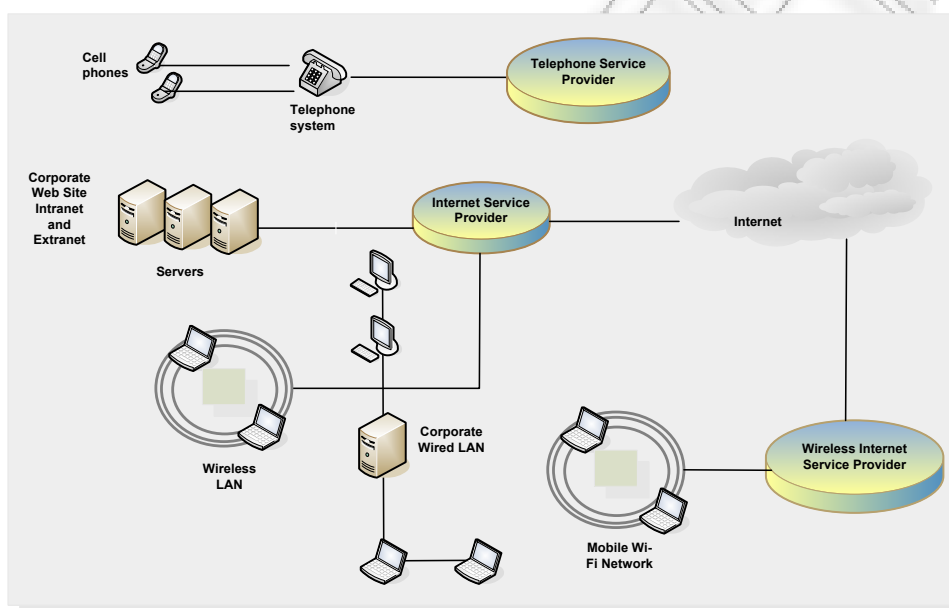 Cell
phones
Telephone
system
Telephone Service
Provider
Corporate
Web Site
Intranet
and
Extranet
Servers
Internet Service
Provider
Internet
Wireless
LAN
Corporate
Wired LAN
Mobile Wi-
Fi Network
Wireless Internet
Service Provider